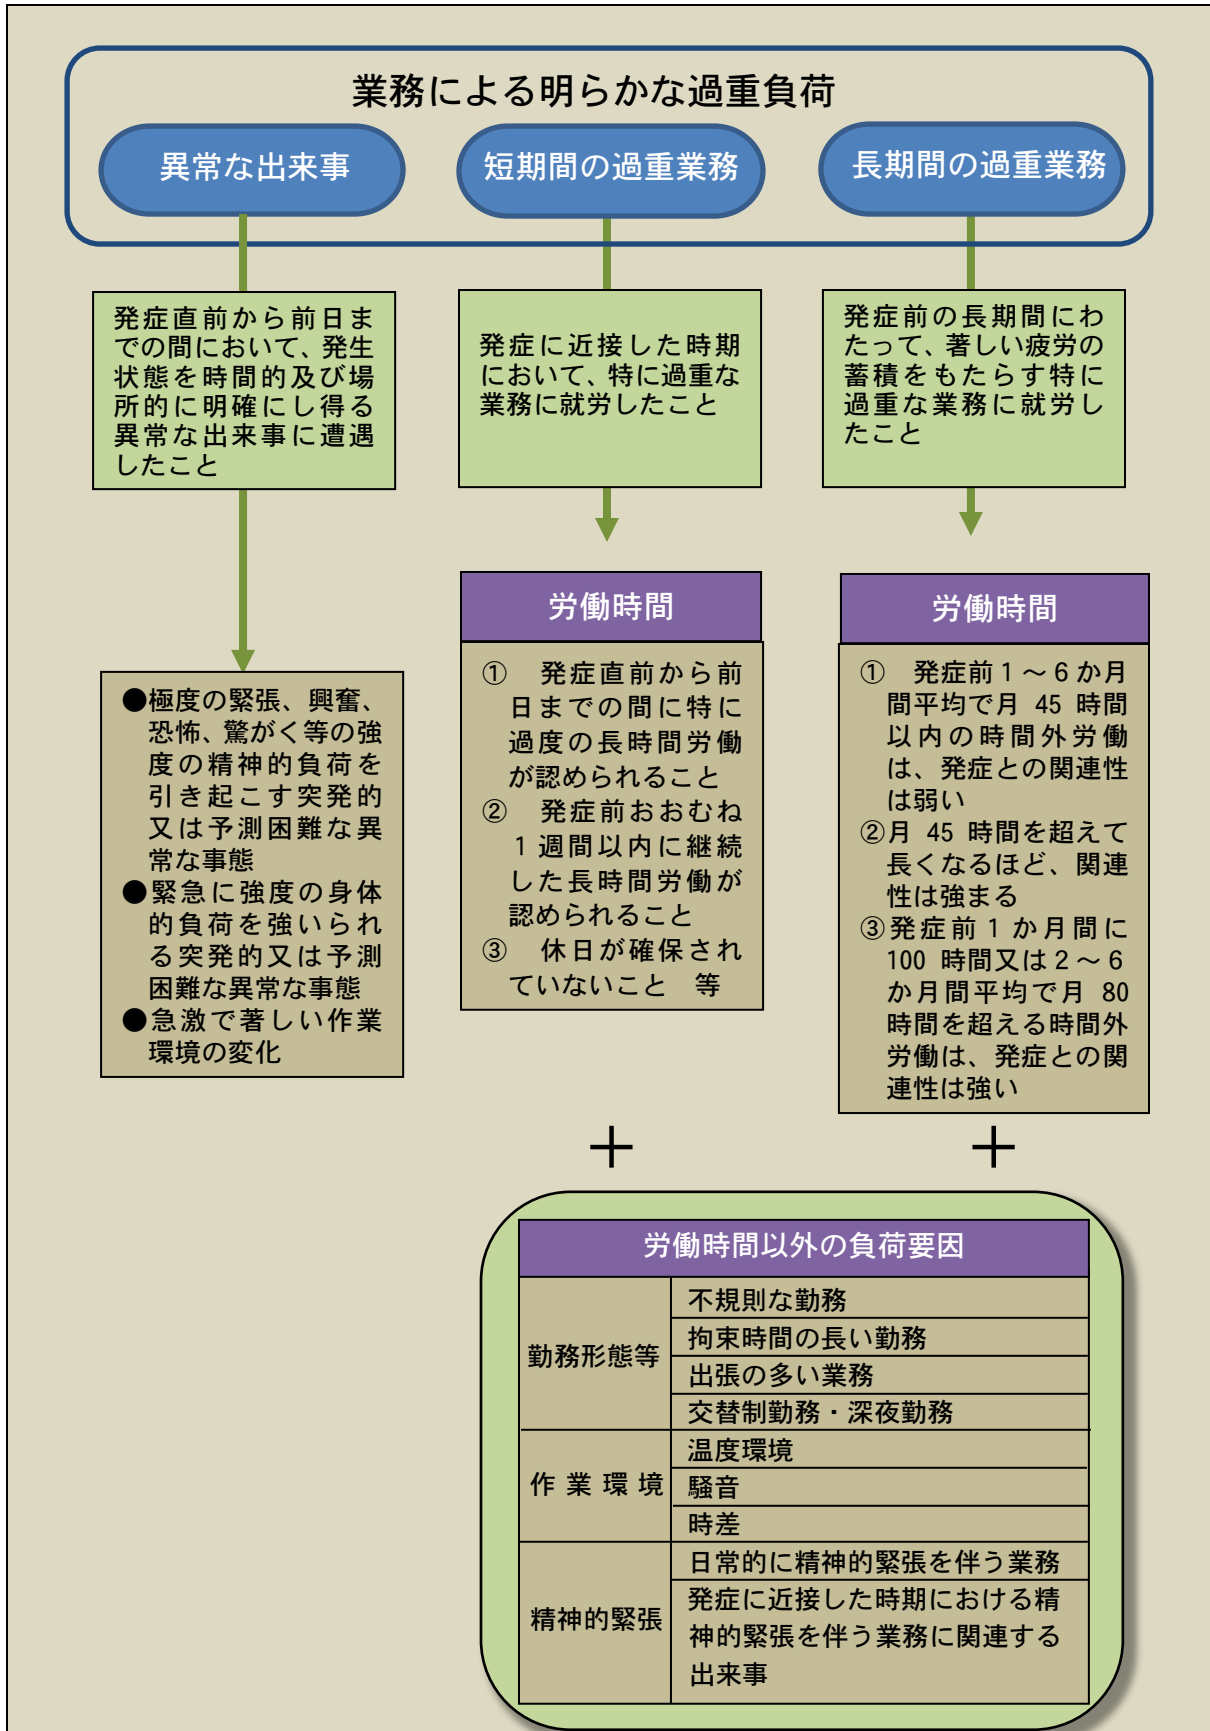 業務による明らかな過重負荷
異常な出来事
短期間の過重業務
長期間の過重業務
発症直前から前日ま
での間において、発生
状態を時間的及び場
所的に明確にし得る
異常な出来事に遭遇
したこと
発症に近接した時期
において、特に過重な
業務に就労したこと
発症前の長期間にわ
たって、著しい疲労の
蓄積をもたらす特に
過重な業務に就労し
たこと
●極度の緊張、興奮、
恐怖、驚がく等の強
度の精神的負荷を
引き起こす突発的
又は予測困難な異
常な事態
●緊急に強度の身体
的負荷を強いられ
る突発的又は予測
困難な異常な事態
●急激で著しい作業
環境の変化
労働時間
① 発症直前から前
日までの間に特に
過度の長時間労働
が認められること
② 発症前おおむね
1週間以内に継続
した長時間労働が
認められること
③ 休日が確保され
ていないこと 等
労働時間
① 発症前1～6か月
間平均で月 45 時間
以内の時間外労働
は、発症との関連性
は弱い
②月 45 時間を超えて
長くなるほど、関連
性は強まる
③発症前1か月間に
100 時間又は2～6
か月間平均で月 80
時間を超える時間外
労働は、発症との関
連性は強い
＋
＋
労働時間以外の負荷要因
勤務形態等
不規則な勤務
拘束時間の長い勤務
出張の多い業務
交替制勤務・深夜勤務
作業環境
温度環境
騒音
時差
精神的緊張
日常的に精神的緊張を伴う業務
発症に近接した時期における精
神的緊張を伴う業務に関連する
出来事